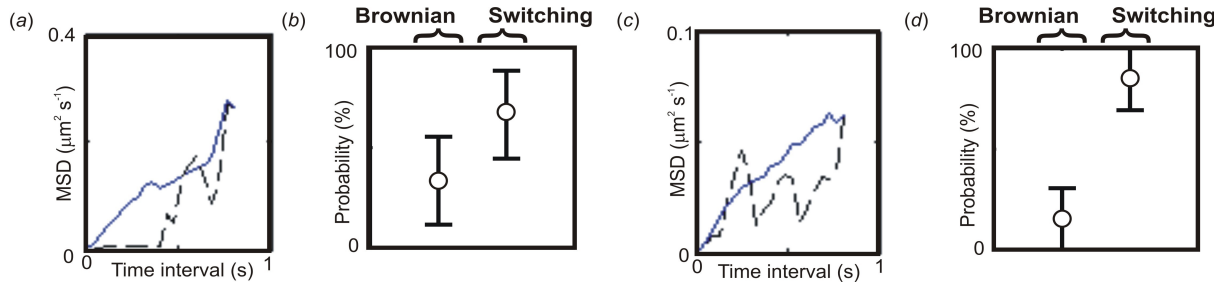 (a)
0.4
MSD (μm² s⁻¹)
0
0
Time interval (s)
1
(b)
Brownian
Switching
100
Probability (%)
0
(c)
0.1
MSD (μm² s⁻¹)
0
0
Time interval (s)
1
(d)
Brownian
Switching
100
Probability (%)
0